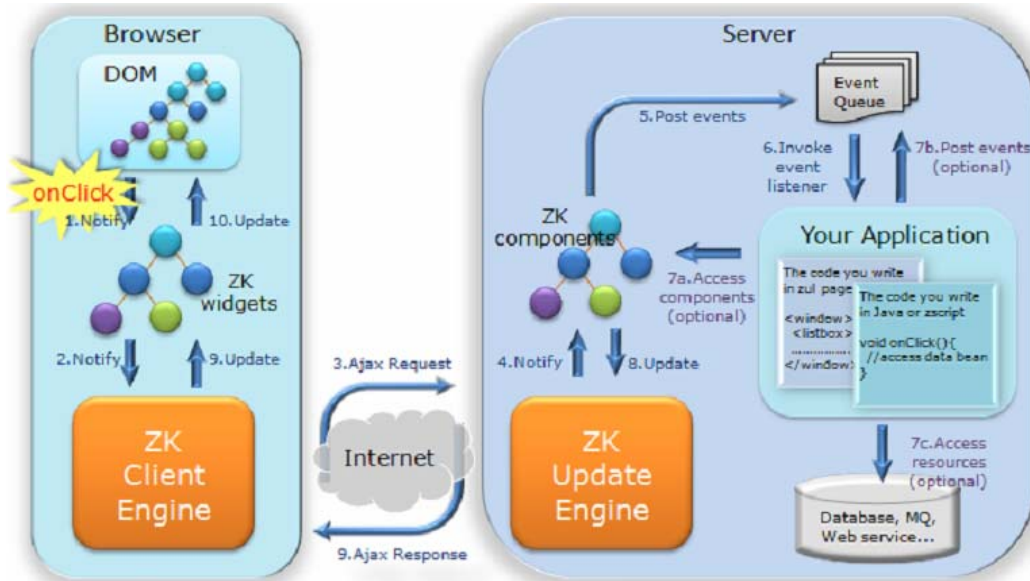 Browser
DOM
onClick
1.Notify
10.Update
ZK
widgets
2.Notify
9.Update
ZK
Client
Engine
3.Ajax Request
Internet
9.Ajax Response
Server
Event
Queue
5.Post events
6.Invoke
event
listener
7b.Post events
(optional)
ZK
components
7a.Access
components
(optional)
4.Notify
8.Update
ZK
Update
Engine
Your Application
The code you write
in zul page
<window>
<listbox>
................
</window>
The code you write
in Java or zscript
void onClick(){
//access data bean
}
7c.Access
resources
(optional)
Database, MQ,
Web service...